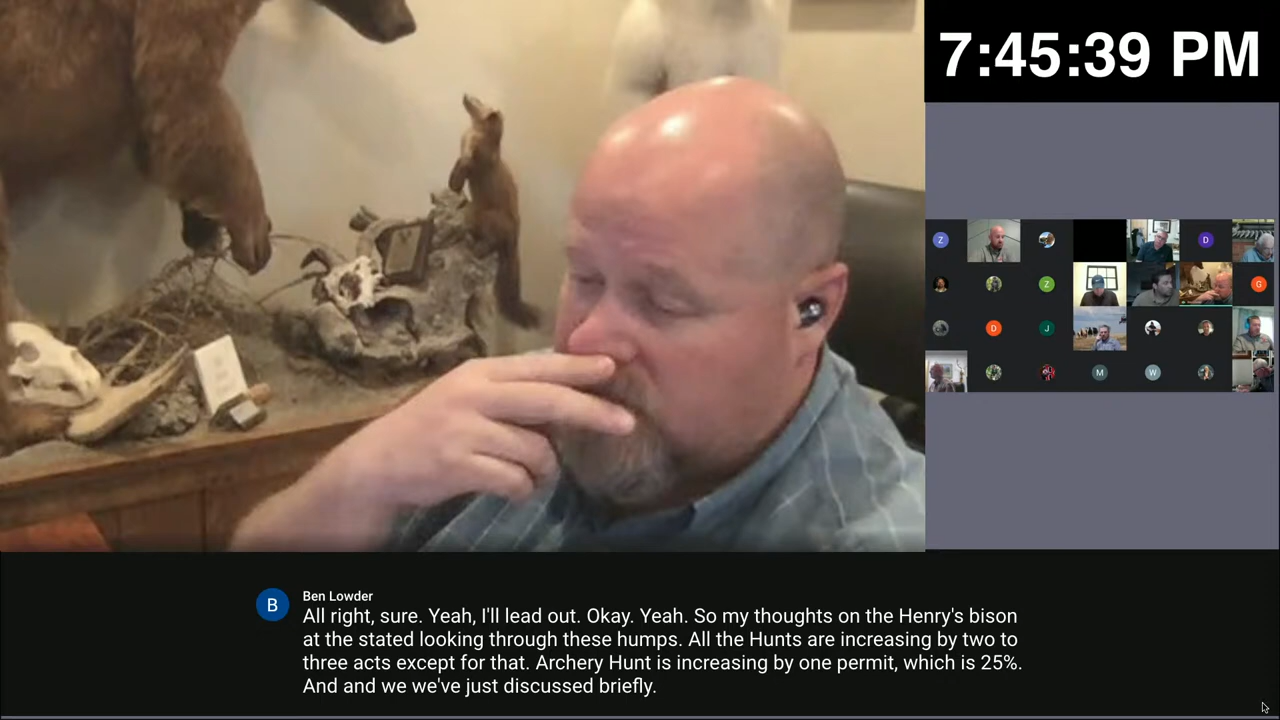 7:45:39 PM
Z
D
Z
G
D
J
M
W
B
Ben Lowder
All right, sure. Yeah, I'll lead out. Okay. Yeah. So my thoughts on the Henry's bison
at the stated looking through these humps. All the Hunts are increasing by two to
three acts except for that. Archery Hunt is increasing by one permit, which is 25%.
And and we we've just discussed briefly.